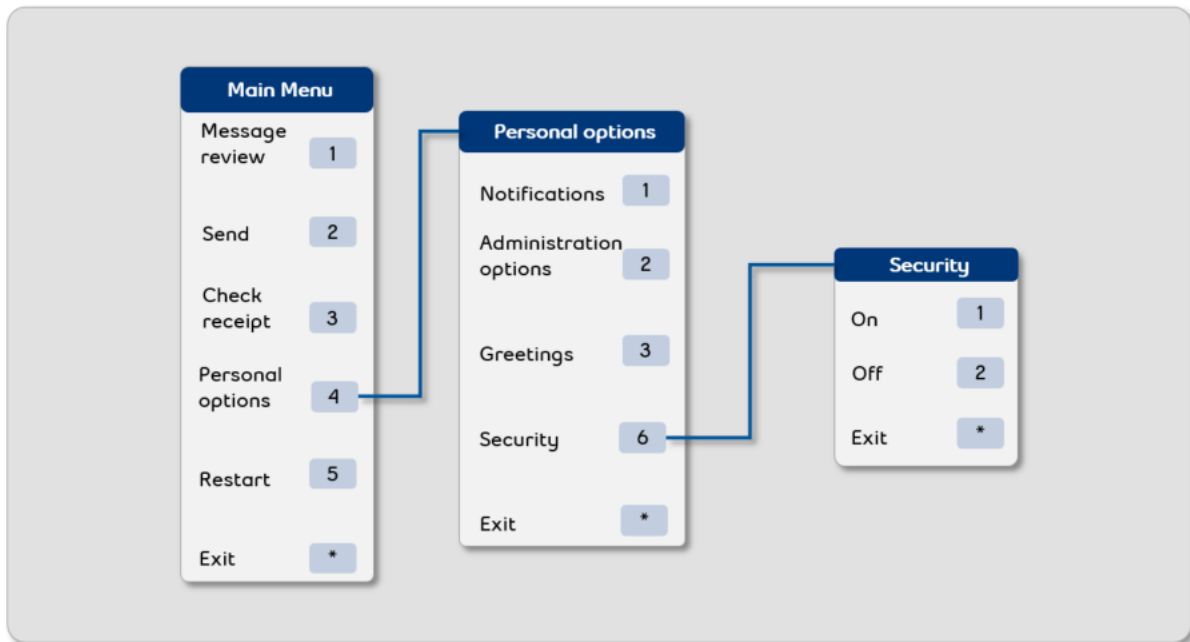 Main Menu
Message
review 1
Send 2
Check
receipt 3
Personal
options 4
Restart 5
Exit *
Personal options
Notifications 1
Administration
options 2
Greetings 3
Security 6
Exit *
Security
On 1
Off 2
Exit *